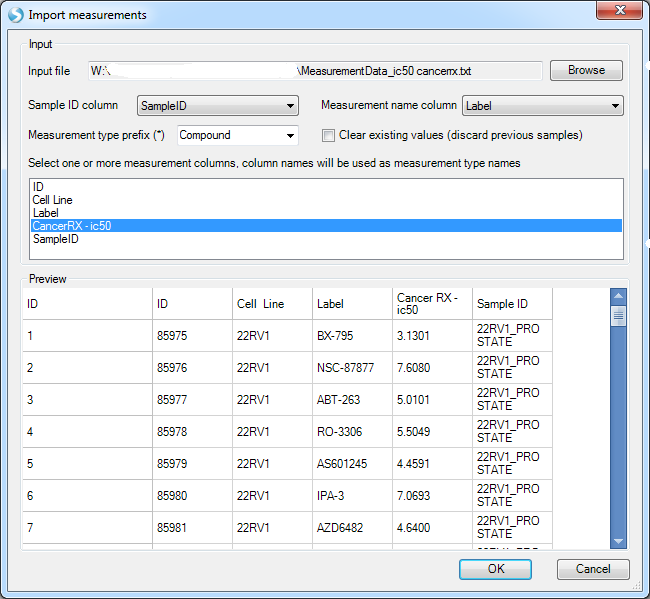 Import measurements
Input
Input file W:\ \MeasurementData_ic50 cancerrx.txt Browse
Sample ID column SampleID Measurement name column Label
Measurement type prefix (*) Compound Clear existing values (discard previous samples)
Select one or more measurement columns, column names will be used as measurement type names
ID
Cell Line
Label
CancerRX - ic50
SampleID
Preview
ID ID Cell Line Label Cancer RX - ic50 Sample ID
1 85975 22RV1 BX-795 3.1301 22RV1_PROSTATE
2 85976 22RV1 NSC-87877 7.6080 22RV1_PROSTATE
3 85977 22RV1 ABT-263 5.0101 22RV1_PROSTATE
4 85978 22RV1 RO-3306 5.5049 22RV1_PROSTATE
5 85979 22RV1 AS601245 4.4591 22RV1_PROSTATE
6 85980 22RV1 IPA-3 7.0693 22RV1_PROSTATE
7 85981 22RV1 AZD6482 4.6400 22RV1_PROSTATE
OK Cancel